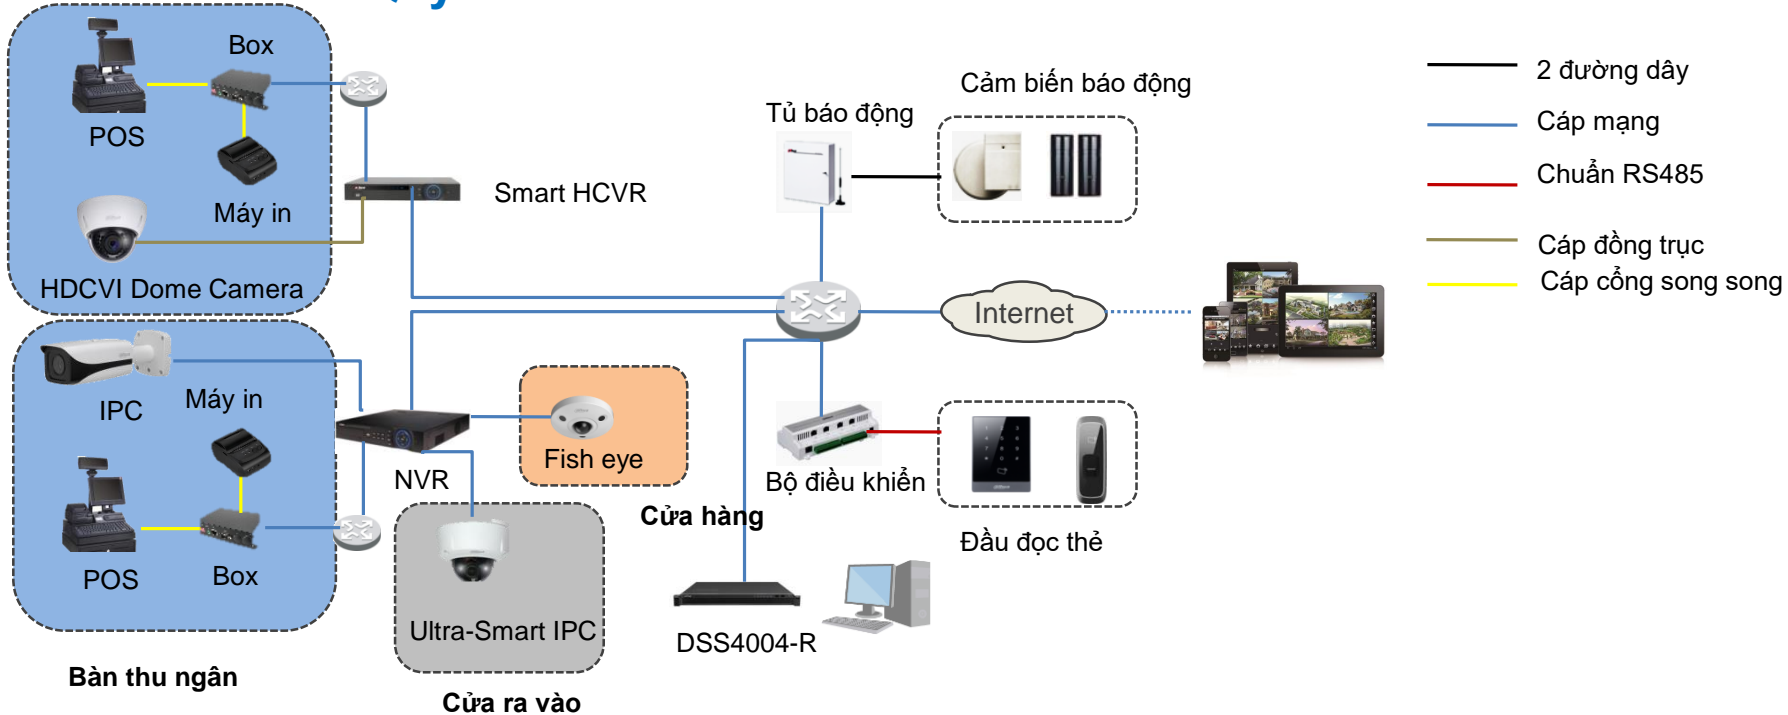 Box
POS
Máy in
HDCVI Dome Camera
Smart HCVR
Tủ báo động
Cảm biến báo động
2 đường dây
Cáp mạng
Chuẩn RS485
Cáp đồng trục
Cáp cổng song song
Internet
IPC
Máy in
NVR
Fish eye
Cửa hàng
Bộ điều khiển
Đầu đọc thẻ
POS
Box
Ultra-Smart IPC
DSS4004-R
Bàn thu ngân
Cửa ra vào